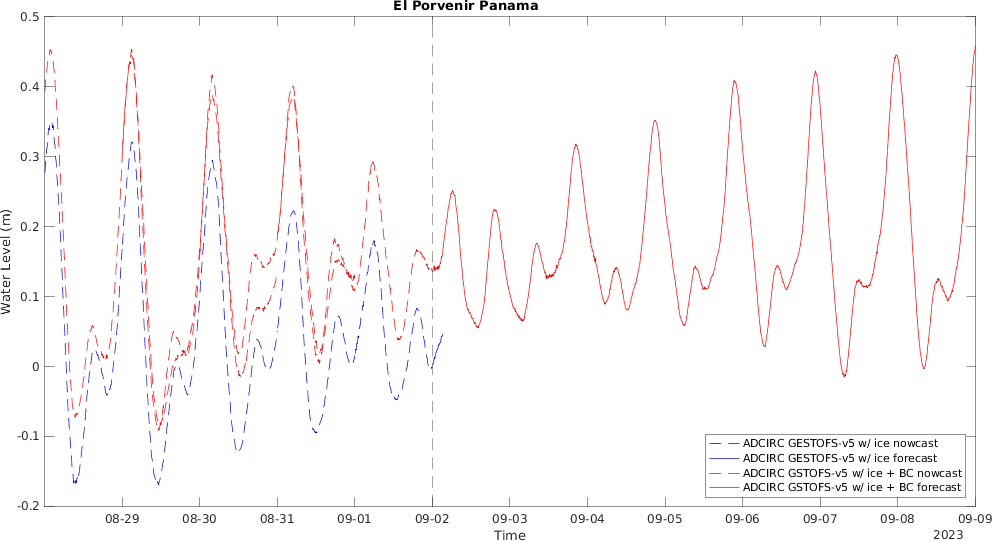 El Porvenir Panama
Water Level (m)
0.5
0.4
0.3
0.2
0.1
0
-0.1
-0.2
ADCIRC GESTOFS-v5 w/ ice nowcast
ADCIRC GESTOFS-v5 w/ ice forecast
ADCIRC GSTOFS-v5 w/ ice + BC nowcast
ADCIRC GSTOFS-v5 w/ ice + BC forecast
08-29 08-30 08-31 09-01 09-02 09-03 09-04 09-05 09-06 09-07 09-08 09-09
Time
2023